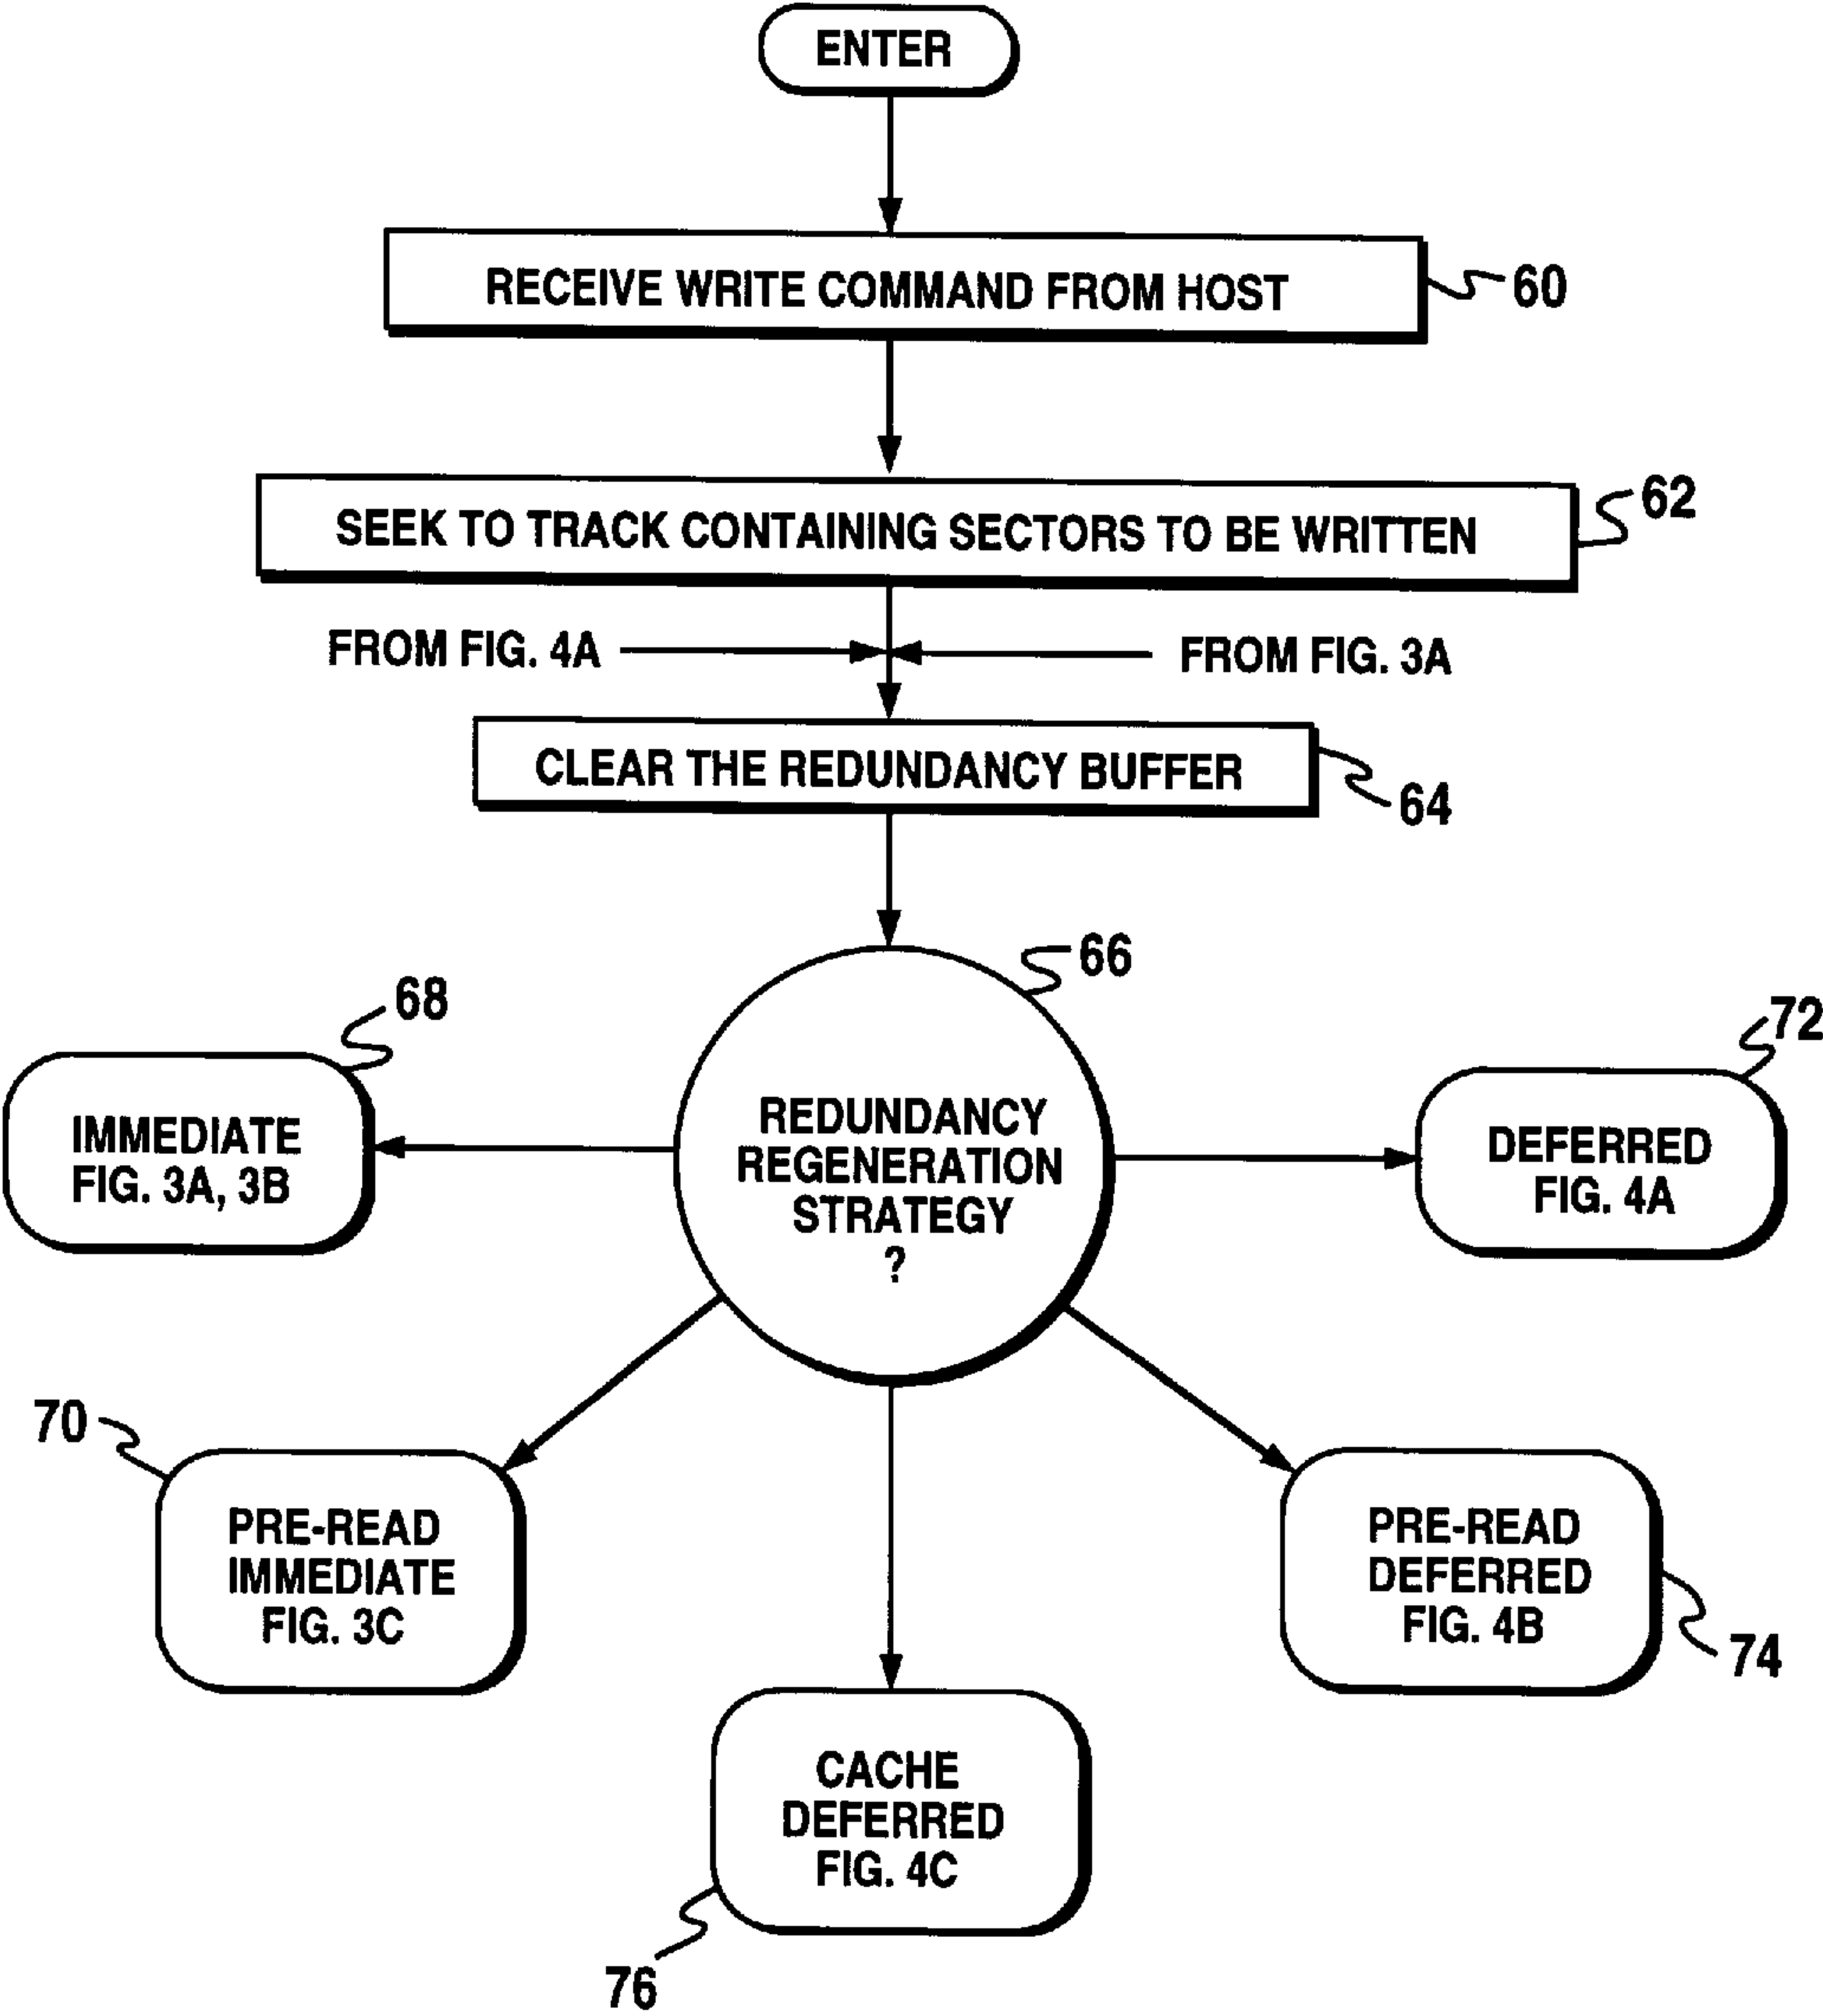 ENTER
RECEIVE WRITE COMMAND FROM HOST
60
SEEK TO TRACK CONTAINING SECTORS TO BE WRITTEN
62
FROM FIG. 4A
FROM FIG. 3A
CLEAR THE REDUNDANCY BUFFER
64
66
68
72
IMMEDIATE
FIG. 3A, 3B
REDUNDANCY
REGENERATION
STRATEGY
?
DEFERRED
FIG. 4A
70
PRE-READ
IMMEDIATE
FIG. 3C
PRE-READ
DEFERRED
FIG. 4B
74
CACHE
DEFERRED
FIG. 4C
76